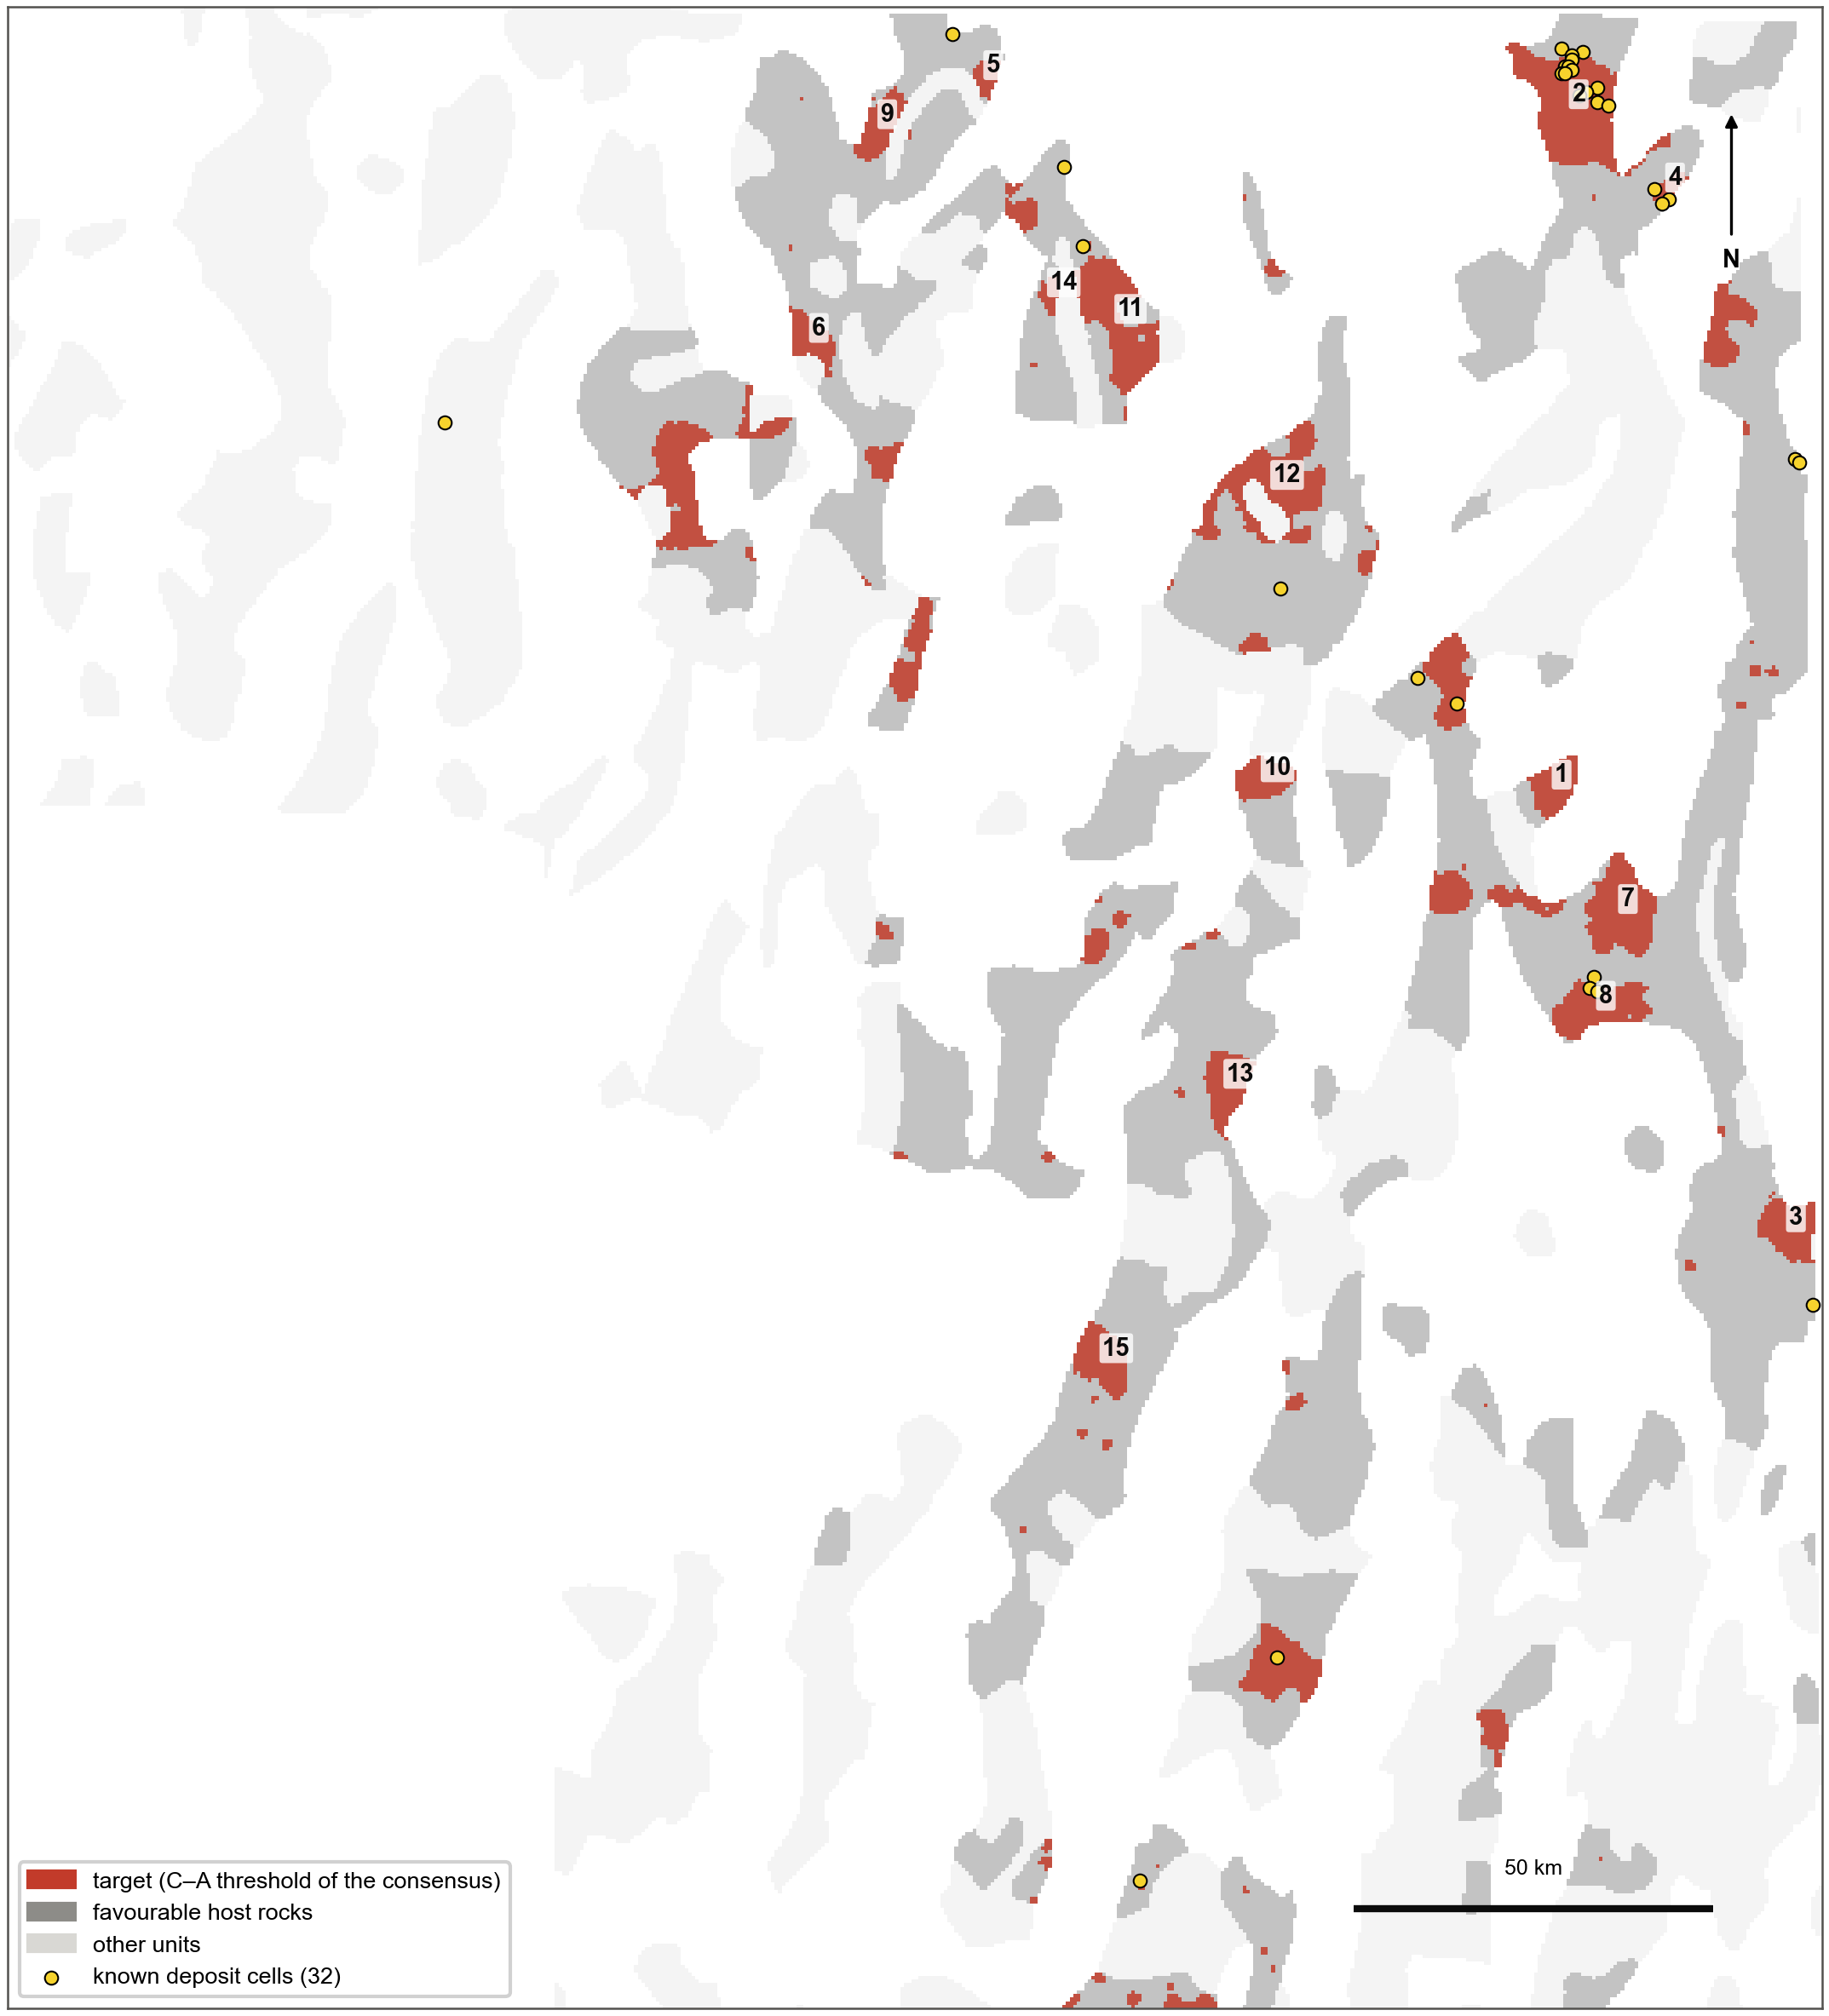 5
2
9
4
N
14
11
6
12
10
1
7
8
13
3
15
50 km
target (C–A threshold of the consensus)
favourable host rocks
other units
known deposit cells (32)